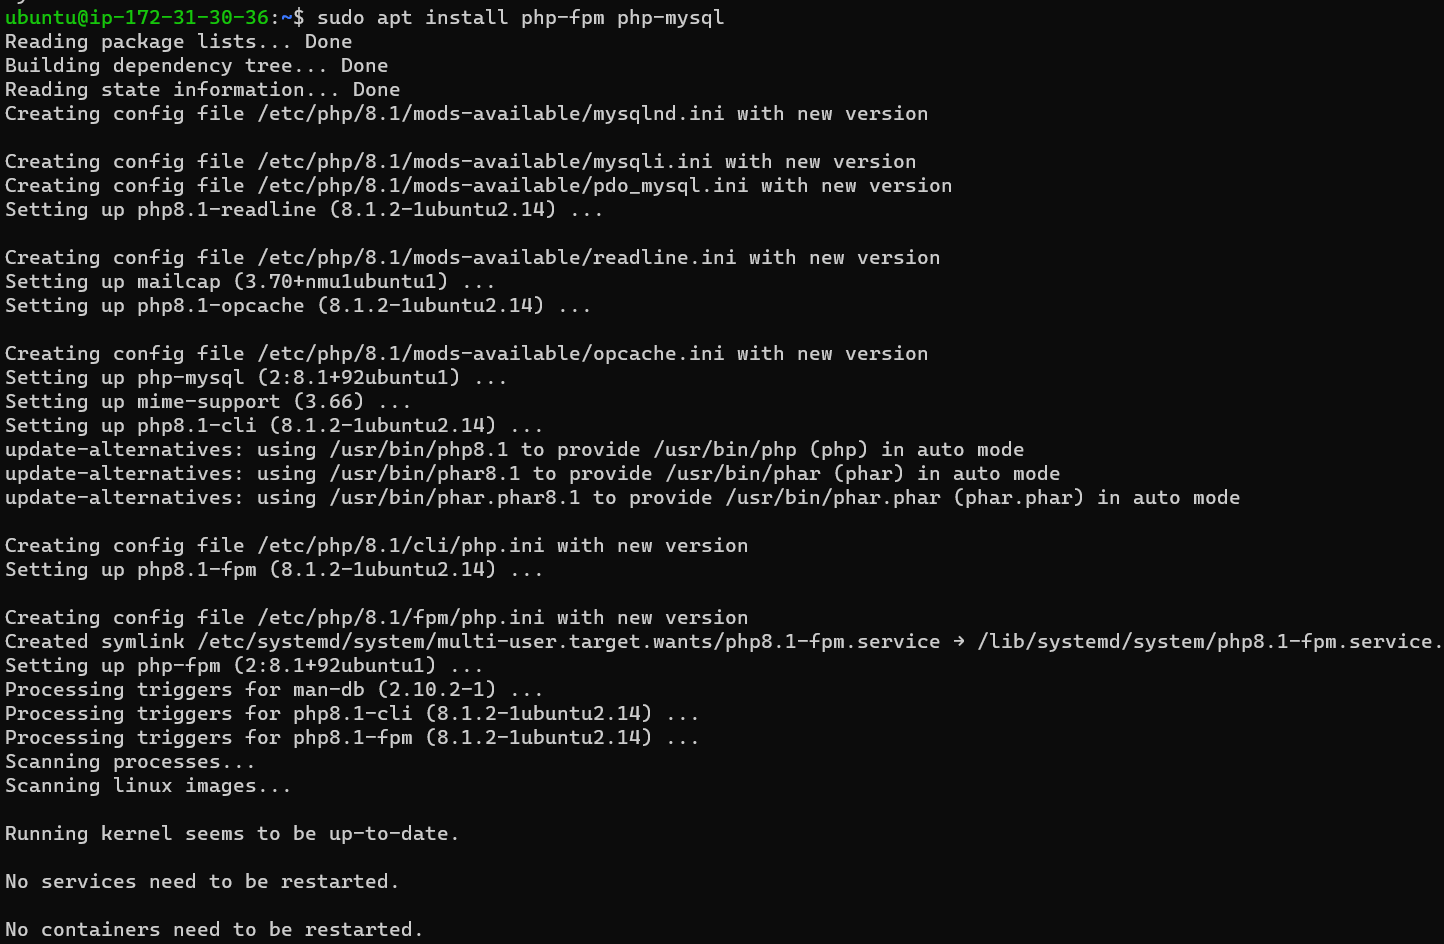 ubuntu@ip-172-31-30-36:~$ sudo apt install php-fpm php-mysql
Reading package lists... Done
Building dependency tree... Done
Reading state information... Done
Creating config file /etc/php/8.1/mods-available/mysqlnd.ini with new version
Creating config file /etc/php/8.1/mods-available/mysqli.ini with new version
Creating config file /etc/php/8.1/mods-available/pdo_mysql.ini with new version
Setting up php8.1-readline (8.1.2-1ubuntu2.14) ...
Creating config file /etc/php/8.1/mods-available/readline.ini with new version
Setting up mailcap (3.70+nmu1ubuntu1) ...
Setting up php8.1-opcache (8.1.2-1ubuntu2.14) ...
Creating config file /etc/php/8.1/mods-available/opcache.ini with new version
Setting up php-mysql (2:8.1+92ubuntu1) ...
Setting up mime-support (3.66) ...
Setting up php8.1-cli (8.1.2-1ubuntu2.14) ...
update-alternatives: using /usr/bin/php8.1 to provide /usr/bin/php (php) in auto mode
update-alternatives: using /usr/bin/phar8.1 to provide /usr/bin/phar (phar) in auto mode
update-alternatives: using /usr/bin/phar.phar8.1 to provide /usr/bin/phar.phar (phar.phar) in auto mode
Creating config file /etc/php/8.1/cli/php.ini with new version
Setting up php8.1-fpm (8.1.2-1ubuntu2.14) ...
Creating config file /etc/php/8.1/fpm/php.ini with new version
Created symlink /etc/systemd/system/multi-user.target.wants/php8.1-fpm.service → /lib/systemd/system/php8.1-fpm.service.
Setting up php-fpm (2:8.1+92ubuntu1) ...
Processing triggers for man-db (2.10.2-1) ...
Processing triggers for php8.1-cli (8.1.2-1ubuntu2.14) ...
Processing triggers for php8.1-fpm (8.1.2-1ubuntu2.14) ...
Scanning processes...
Scanning linux images...
Running kernel seems to be up-to-date.
No services need to be restarted.
No containers need to be restarted.